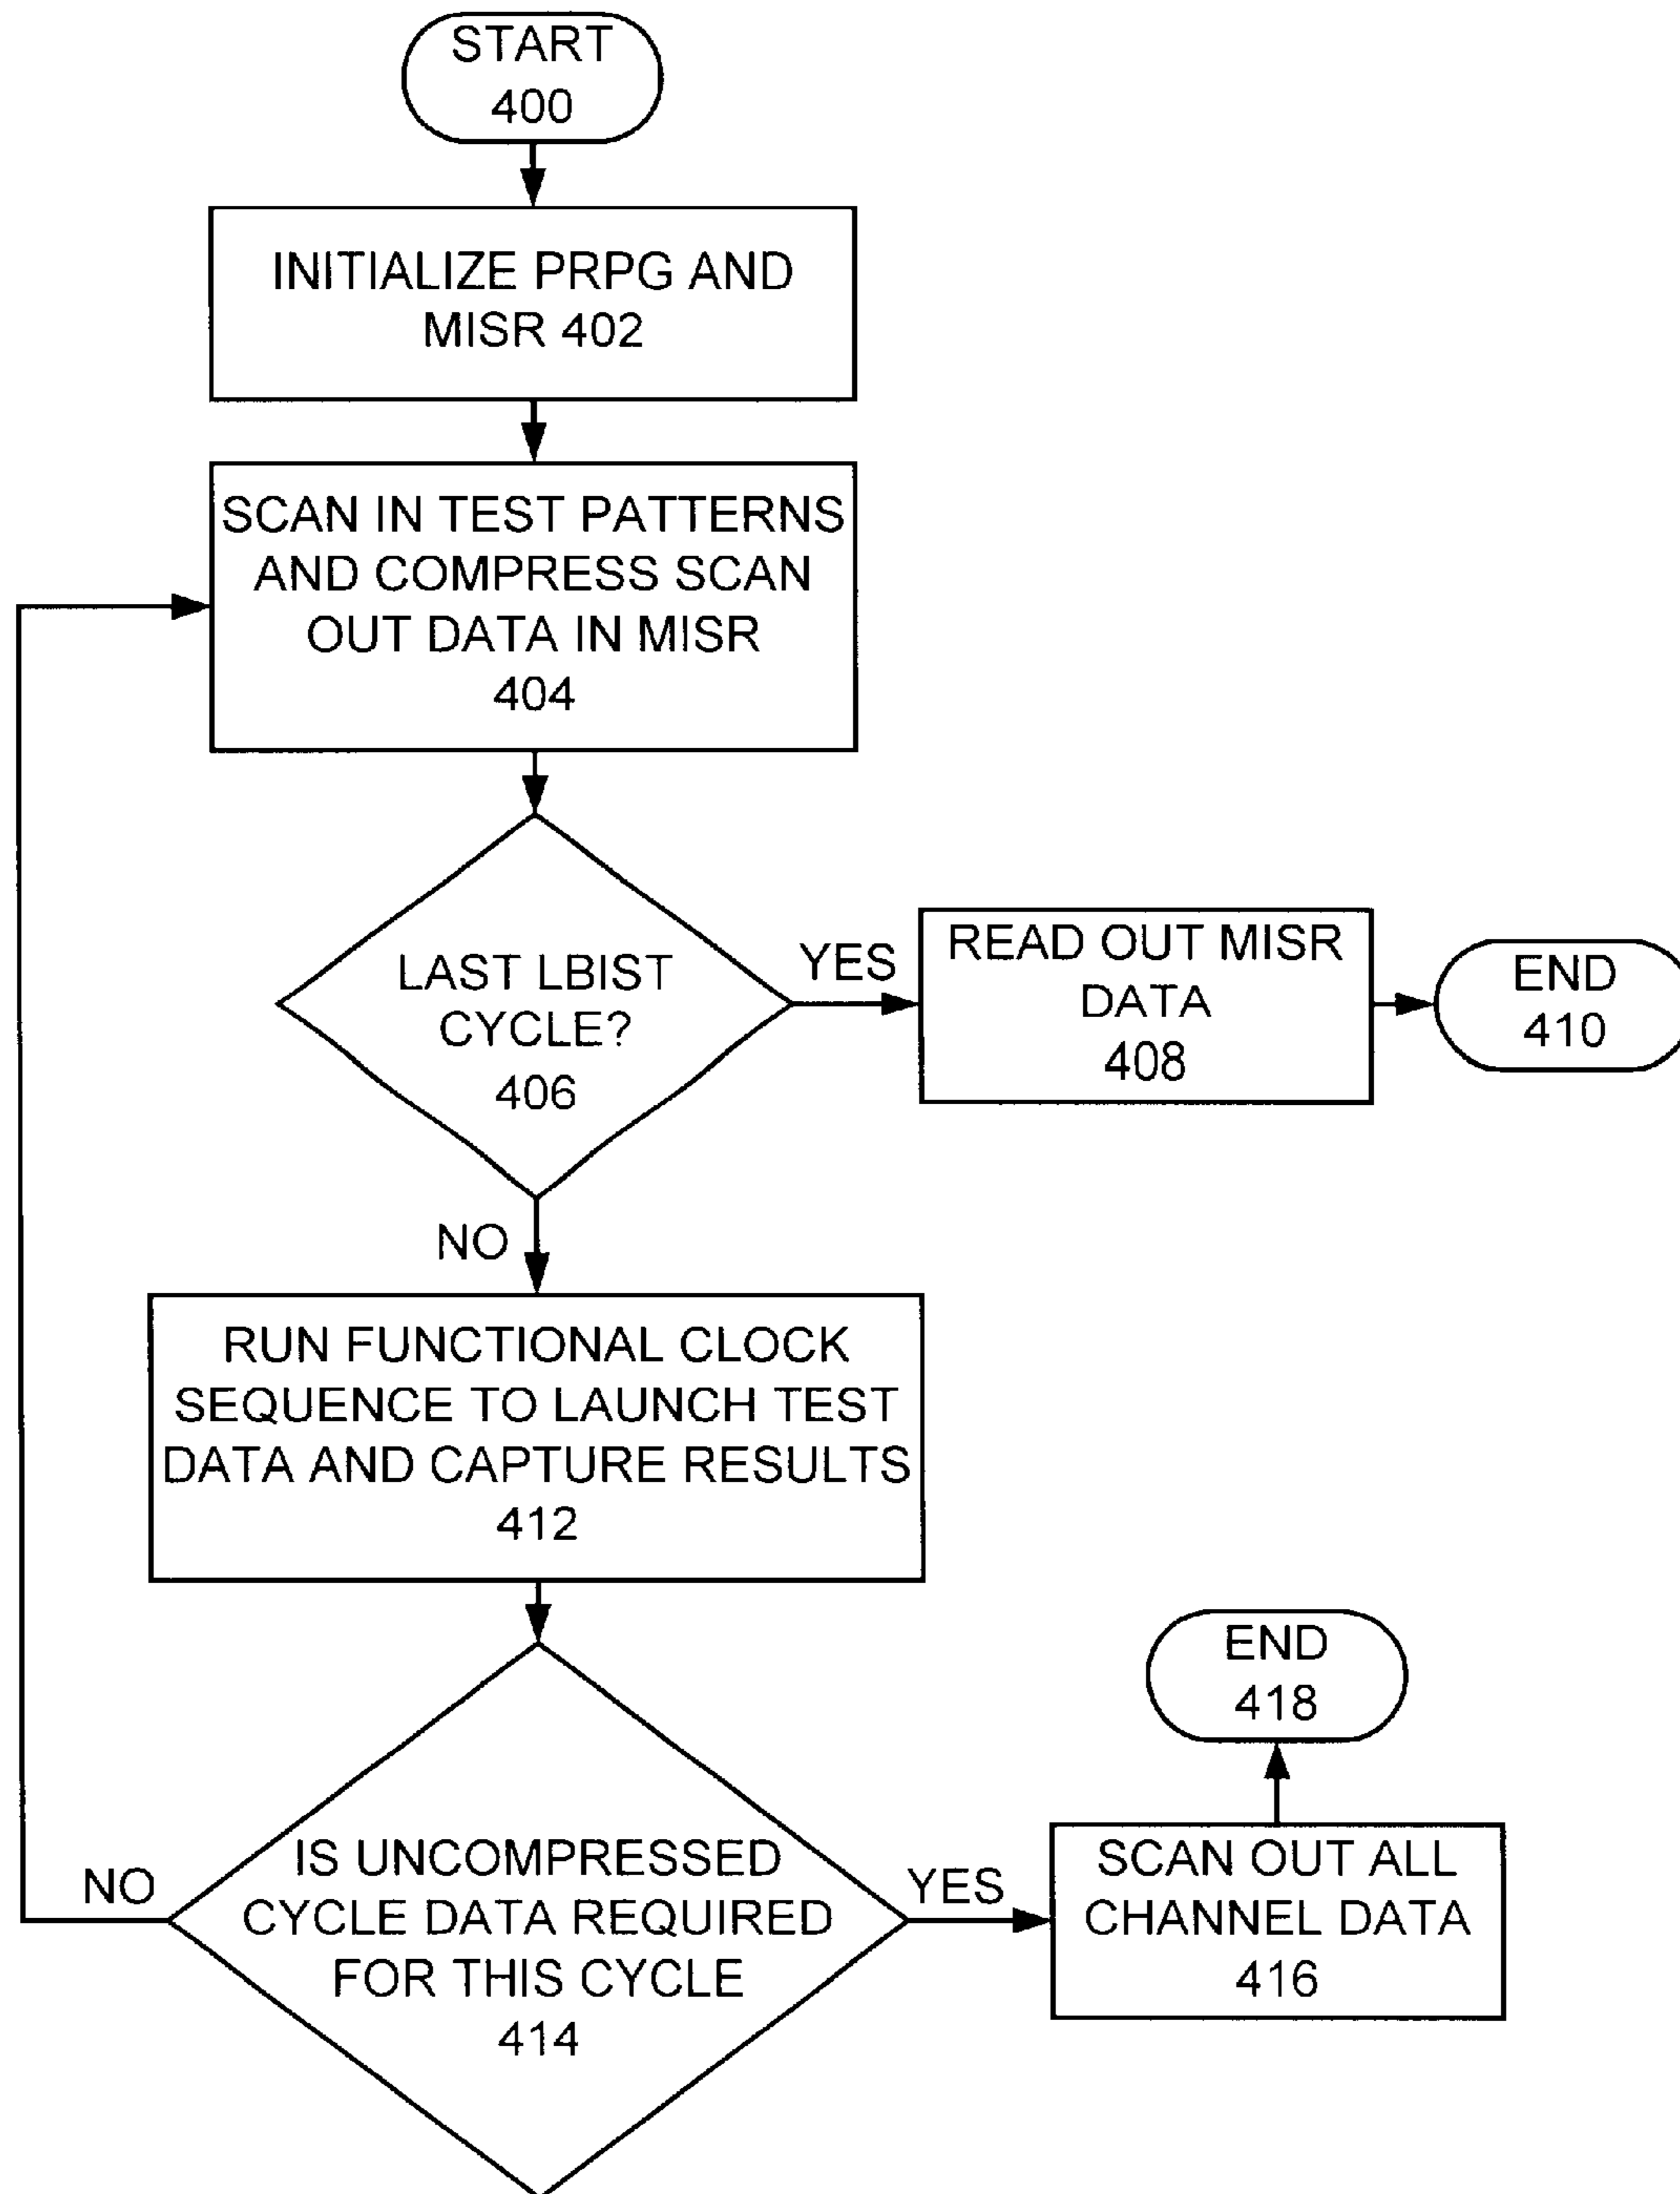 START
400
INITIALIZE PRPG AND
MISR 402
SCAN IN TEST PATTERNS
AND COMPRESS SCAN
OUT DATA IN MISR
404
LAST LBIST
CYCLE?
406
YES
READ OUT MISR
DATA
408
END
410
NO
RUN FUNCTIONAL CLOCK
SEQUENCE TO LAUNCH TEST
DATA AND CAPTURE RESULTS
412
IS UNCOMPRESSED
CYCLE DATA REQUIRED
FOR THIS CYCLE
414
NO
YES
SCAN OUT ALL
CHANNEL DATA
416
END
418